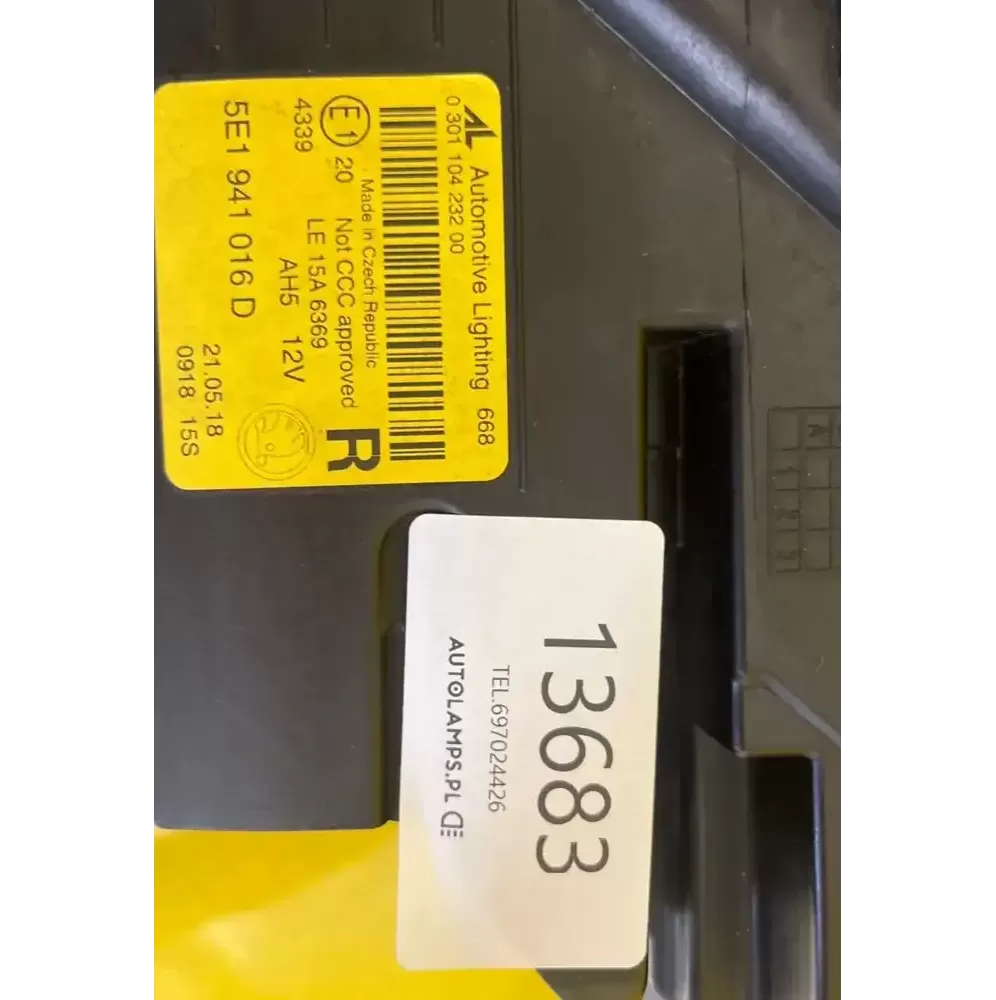 AL Automotive Lighting 668
0 301 104 232 00
Made in Czech Republic
R
E1 20 Not CCC approved
4339 LE 15A 6369
AH5 12V
5E1 941 016 D
21.05.18
0918 15S
13683
TEL.697024426
AUTOLAMPS.PL